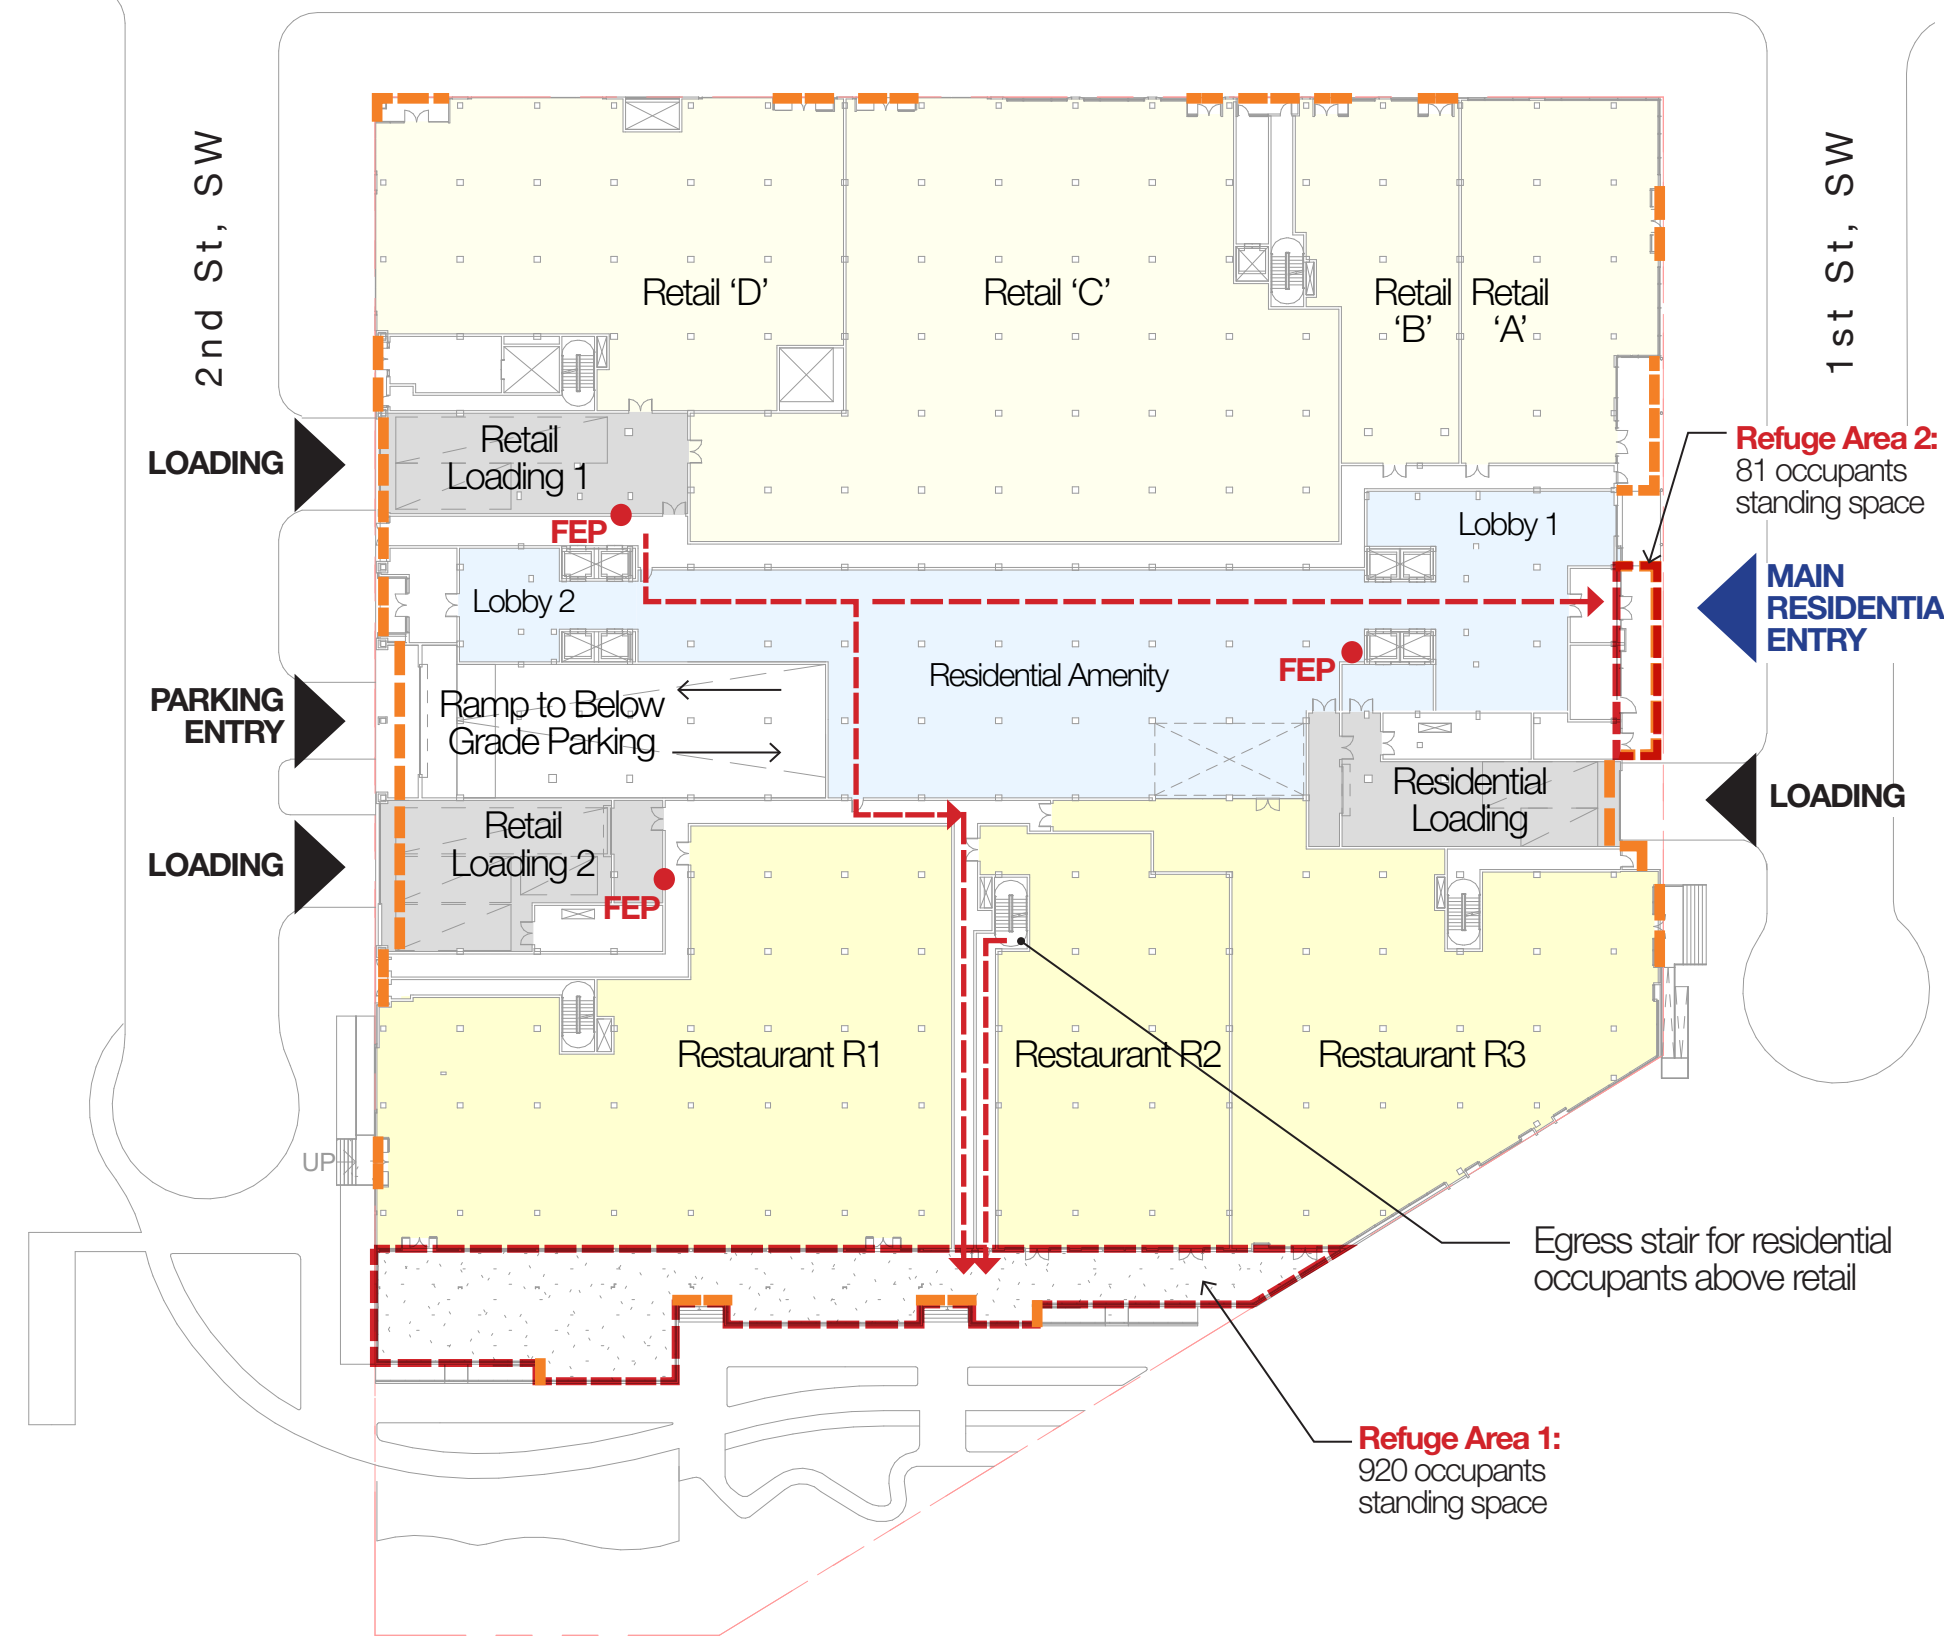 2nd St, SW
1st St, SW
Retail ‘D’
Retail ‘C’
Retail
‘B’
Retail
‘A’
LOADING
Retail
Loading 1
FEP
Refuge Area 2:
81 occupants
standing space
Lobby 1
Lobby 2
MAIN
RESIDENTIA
ENTRY
Residential Amenity
FEP
PARKING
ENTRY
Ramp to Below
Grade Parking
Residential
Loading
LOADING
LOADING
Retail
Loading 2
FEP
Restaurant R1
Restaurant R2
Restaurant R3
UP
Egress stair for residential
occupants above retail
Refuge Area 1:
920 occupants
standing space